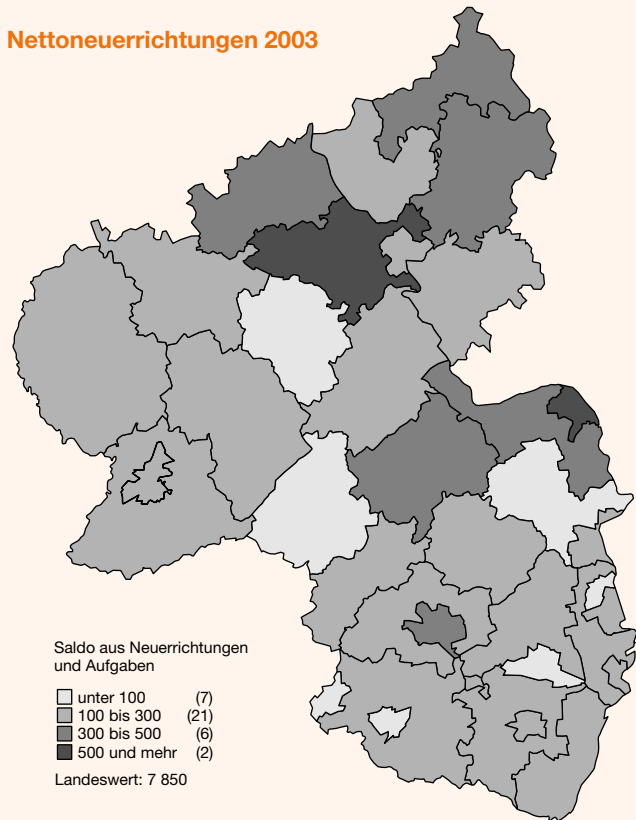 Nettoneuerrichtungen 2003
Saldo aus Neuerrichtungen
und Aufgaben
unter 100 (7)
100 bis 300 (21)
300 bis 500 (6)
500 und mehr (2)
Landeswert: 7 850